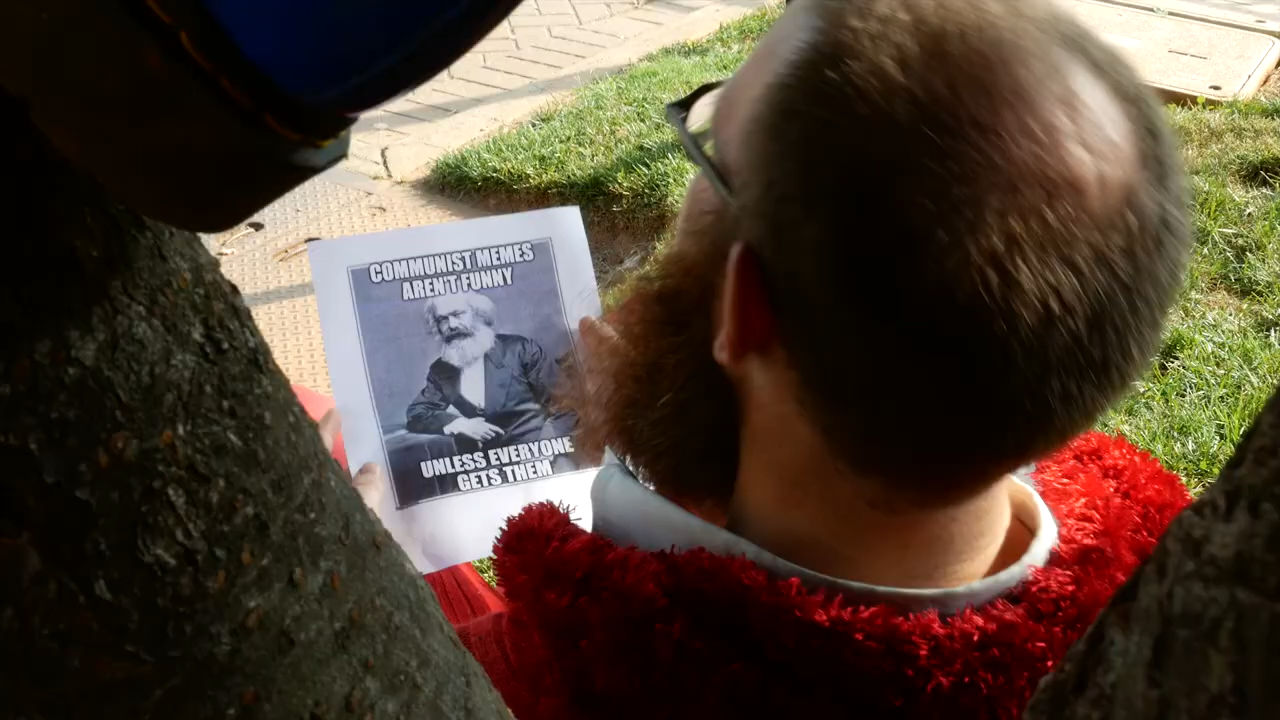 COMMUNIST MEMES
AREN'T FUNNY
UNLESS EVERYONE
GETS THEM